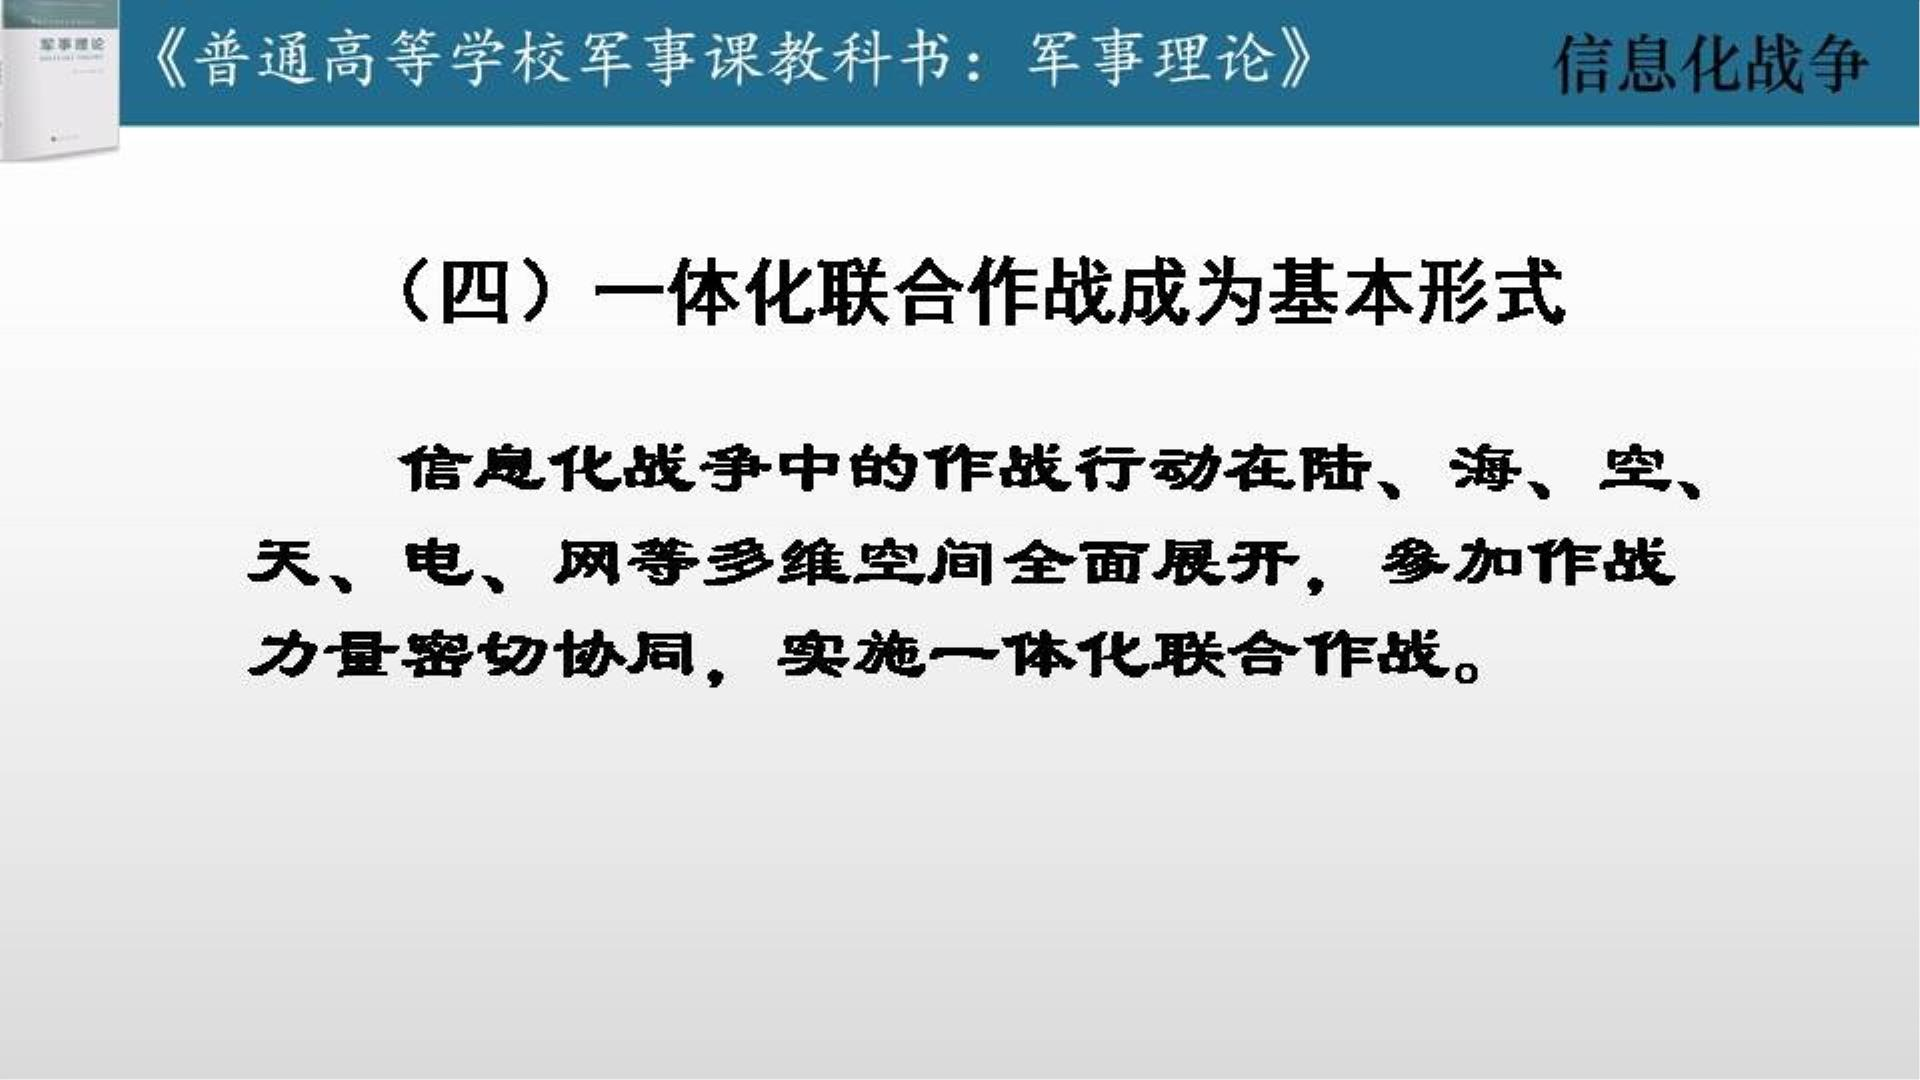 军事理论
《普通高等学校军事课教科书：军事理论》
信息化战争
（四）一体化联合作战成为基本形式
信息化战争中的作战行动在陆、海、空、
天、电、网等多维空间全面展开，参加作战
力量密切协同，实施一体化联合作战。